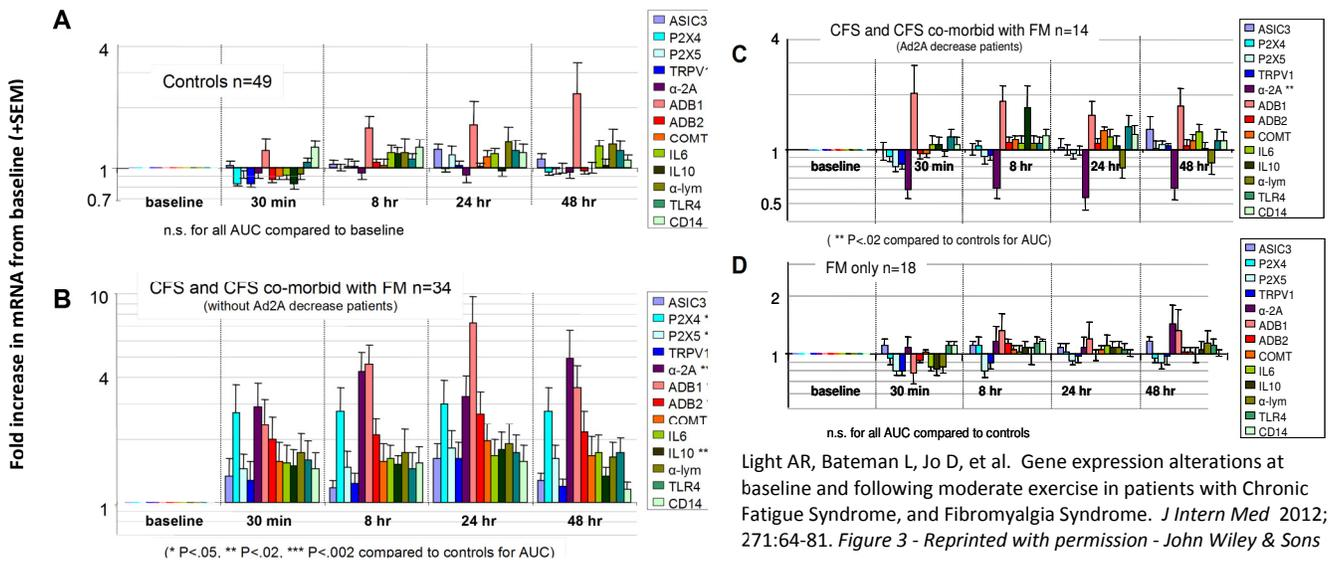 Fold increase in mRNA from baseline (+SEM)
A
4
Controls n=49
1
0.7
baseline
30 min
8 hr
24 hr
48 hr
n.s. for all AUC compared to baseline
ASIC3
P2X4
P2X5
TRPV1
α-2A
ADB1
ADB2
COMT
IL6
IL10
α-lym
TLR4
CD14
B
CFS and CFS co-morbid with FM n=34
(without Ad2A decrease patients)
10
4
1
baseline
30 min
8 hr
24 hr
48 hr
(* P<.05, ** P<.02, *** P<.002 compared to controls for AUC)
ASIC3
P2X4 *
P2X5 *
TRPV1
α-2A **
ADB1
ADB2
COMT
IL6
IL10 **
α-lym
TLR4
CD14
C
CFS and CFS co-morbid with FM n=14
(Ad2A decrease patients)
4
1
0.5
baseline
30 min
8 hr
24 hr
48 hr
( ** P<.02 compared to controls for AUC)
ASIC3
P2X4
P2X5
TRPV1
α-2A **
ADB1
ADB2
COMT
IL6
IL10
α-lym
TLR4
CD14
D
FM only n=18
2
1
baseline
30 min
8 hr
24 hr
48 hr
n.s. for all AUC compared to controls
ASIC3
P2X4
P2X5
TRPV1
α-2A
ADB1
ADB2
COMT
IL6
IL10
α-lym
TLR4
CD14
Light AR, Bateman L, Jo D, et al. Gene expression alterations at
baseline and following moderate exercise in patients with Chronic
Fatigue Syndrome, and Fibromyalgia Syndrome. J Intern Med 2012;
271:64-81. Figure 3 - Reprinted with permission - John Wiley & Sons